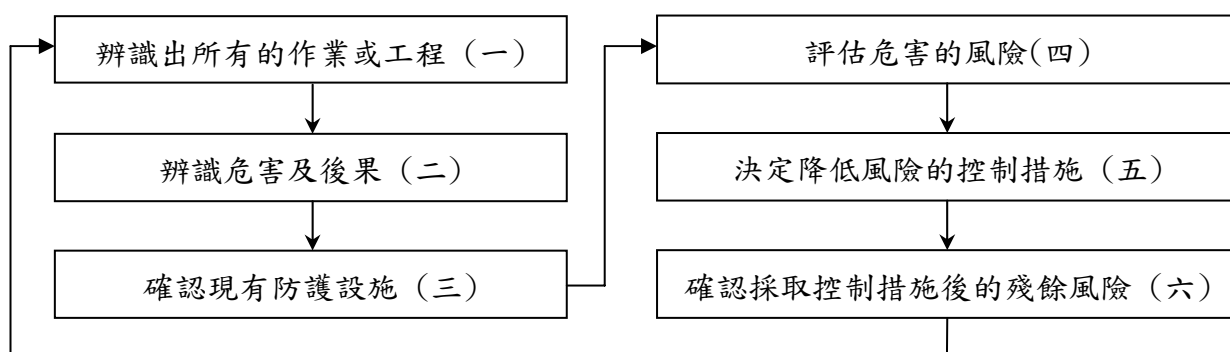 辨識出所有的作業或工程（一）
辨識危害及後果（二）
確認現有防護設施（三）
評估危害的風險(四)
決定降低風險的控制措施（五）
確認採取控制措施後的殘餘風險（六）